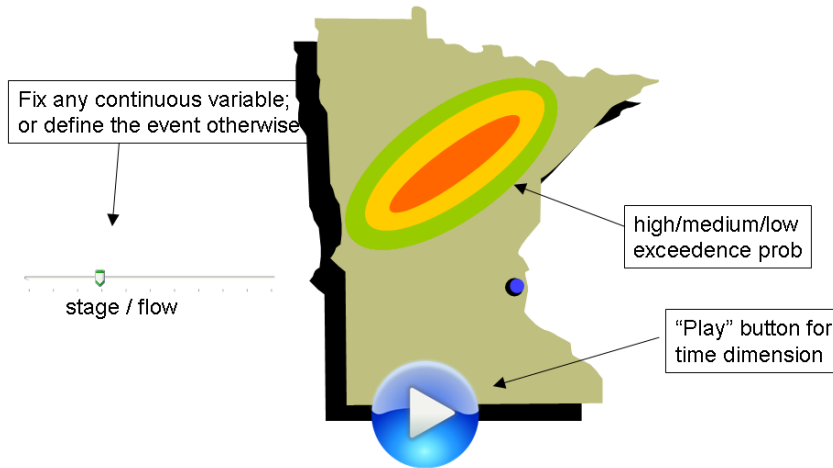 Fix any continuous variable;
or define the event otherwise
stage / flow
high/medium/low
exceedence prob
“Play” button for
time dimension